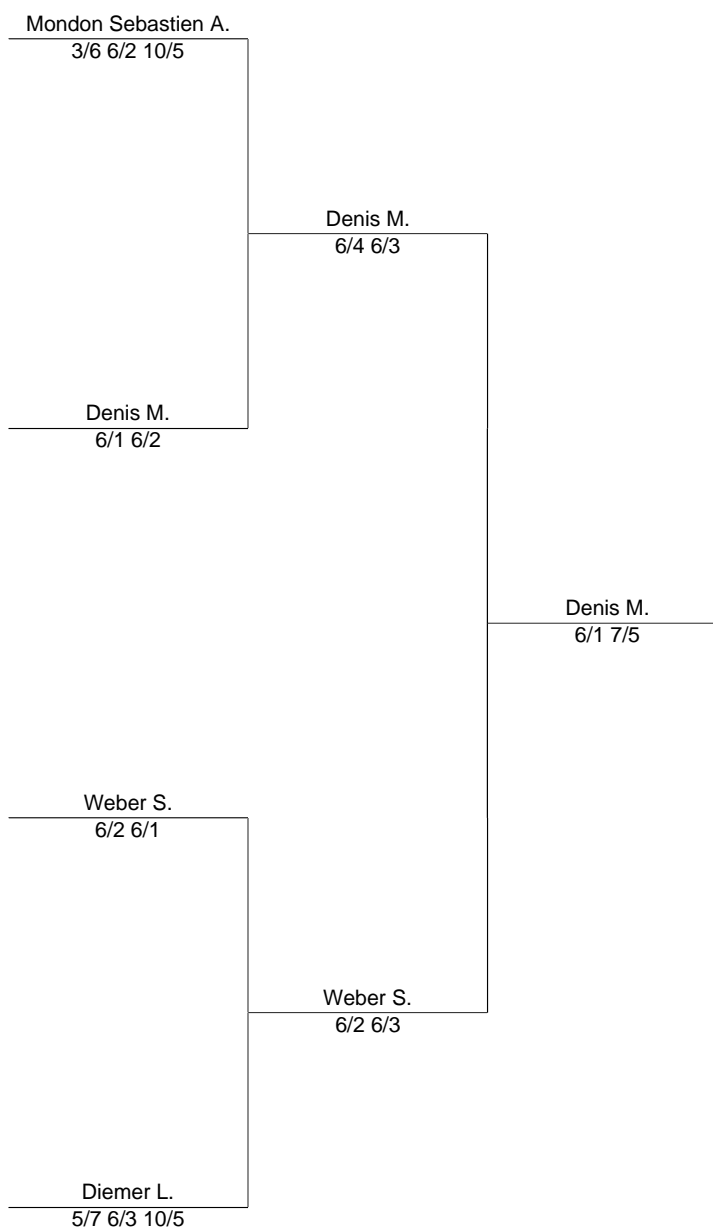 Mondon Sebastien A.
3/6 6/2 10/5
Denis M.
6/4 6/3
Denis M.
6/1 6/2
Denis M.
6/1 7/5
Weber S.
6/2 6/1
Weber S.
6/2 6/3
Diemer L.
5/7 6/3 10/5